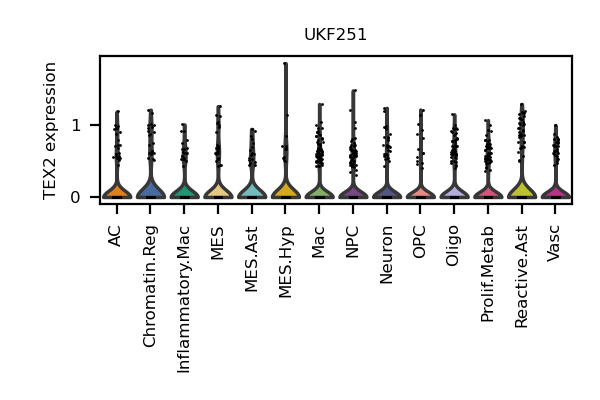 UKF251
TEX2 expression
1
0
AC
Chromatin.Reg
Inflammatory.Mac
MES
MES.Ast
MES.Hyp
Mac
NPC
Neuron
OPC
Oligo
Prolif.Metab
Reactive.Ast
Vasc